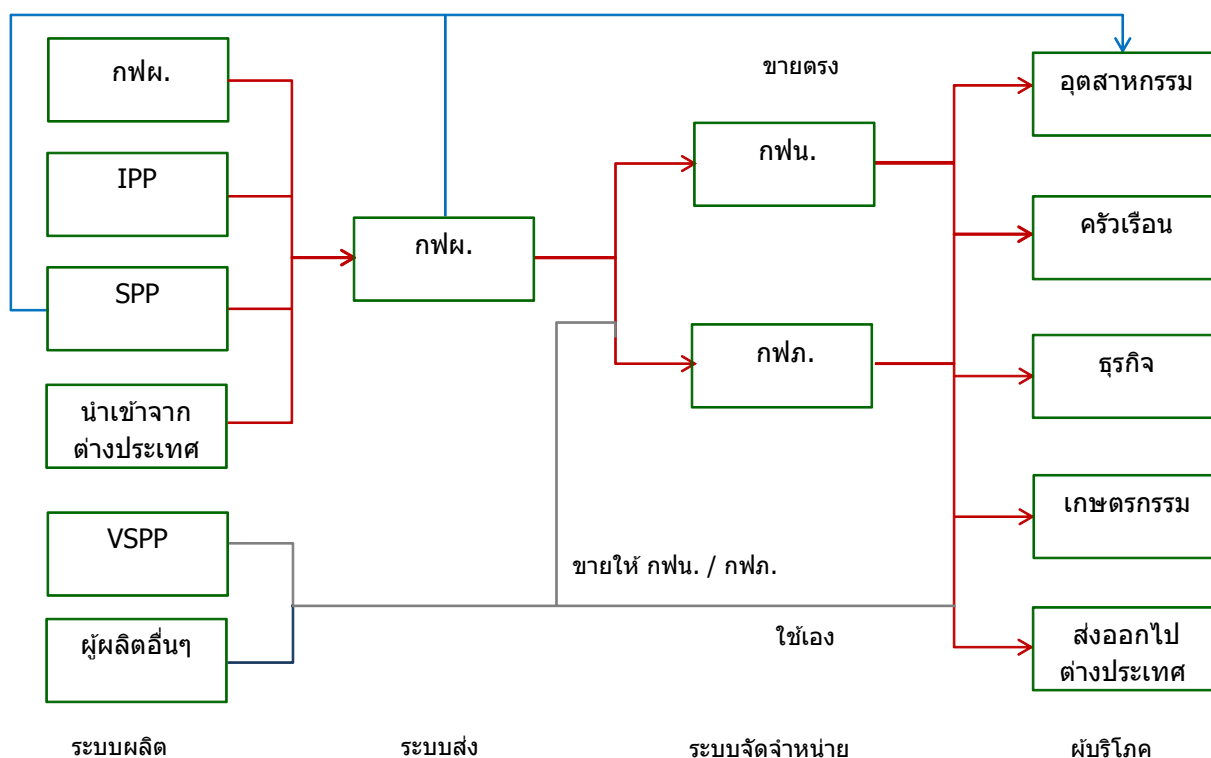 กฟผ.
IPP
SPP
นำเข้าจาก
ต่างประเทศ
VSPP
ผู้ผลิตอื่นๆ
ระบบผลิต
กฟผ.
ระบบส่ง
ขายตรง
กฟน.
กฟภ.
ขายให้ กฟน. / กฟภ.
ใช้เอง
ระบบจัดจำหน่าย
อุตสาหกรรม
ครัวเรือน
ธุรกิจ
เกษตรกรรม
ส่งออกไป
ต่างประเทศ
ผ้บริโภค